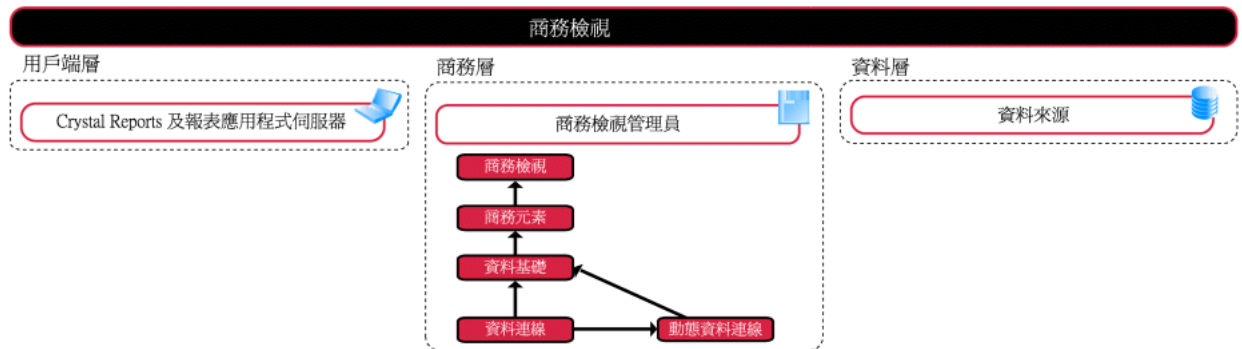 商務檢視
用戶端層
Crystal Reports 及報表應用程式伺服器
商務層
商務檢視管理員
商務檢視
商務元素
資料基礎
資料連線
動態資料連線
資料層
資料來源